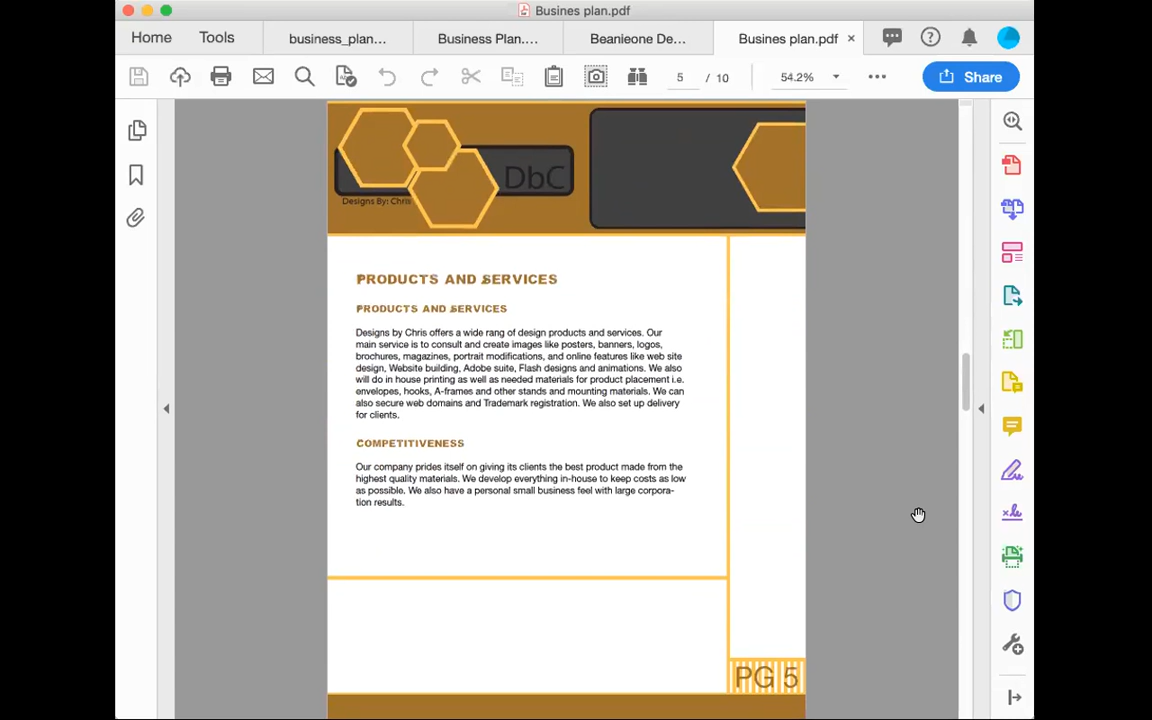 Busines plan.pdf
Home
Tools
business_plan...
Business Plan....
Beanieone De...
Busines plan.pdf
5
/ 10
54.2%
Share
DbC
Designs By: Chris
PRODUCTS AND SERVICES
PRODUCTS AND SERVICES
Designs by Chris offers a wide rang of design products and services. Our
main service is to consult and create images like posters, banners, logos,
brochures, magazines, portrait modifications, and online features like web site
design, Website building, Adobe suite, Flash designs and animations. We also
will do in house printing as well as needed materials for product placement i.e.
envelopes, hooks, A-frames and other stands and mounting materials. We can
also secure web domains and Trademark registration. We also set up delivery
for clients.
COMPETITIVENESS
Our company prides itself on giving its clients the best product made from the
highest quality materials. We develop everything in-house to keep costs as low
as possible. We also have a personal small business feel with large corpora-
tion results.
PG 5